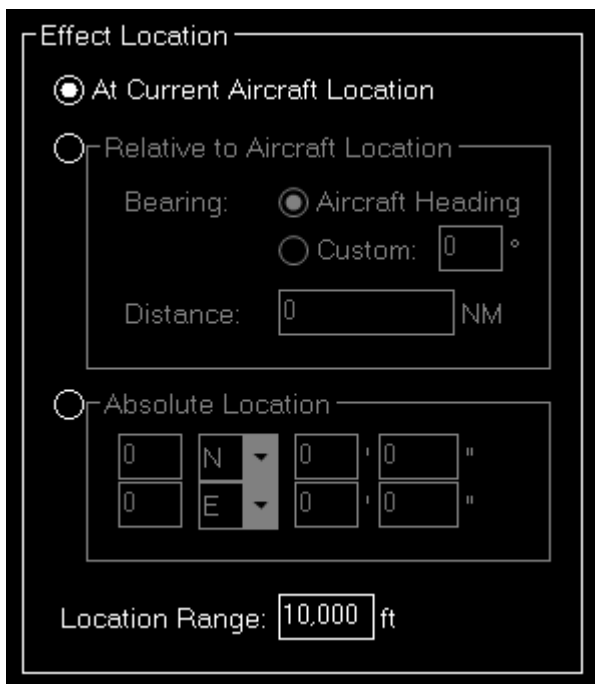 Effect Location
At Current Aircraft Location
Relative to Aircraft Location
Bearing: Aircraft Heading
Custom: 0 °
Distance: 0 NM
Absolute Location
0 N 0 ' 0 "
0 E 0 ' 0 "
Location Range: 10,000 ft